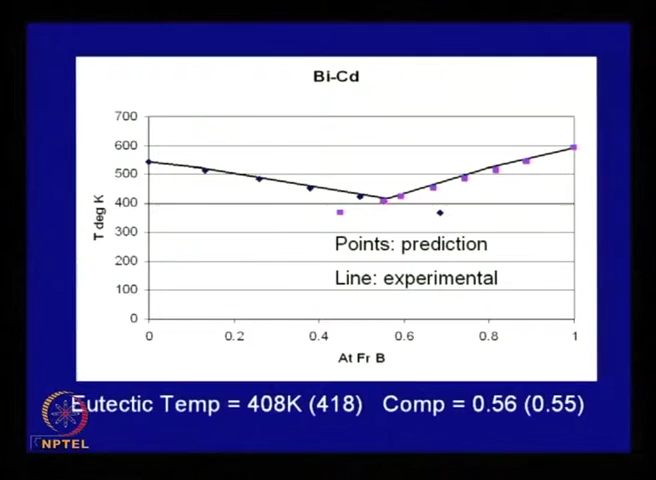 Bi-Cd
700
600
500
400
300
200
100
0
T deg K
Points: prediction
Line: experimental
0 0.2 0.4 0.6 0.8 1
At Fr B
Eutectic Temp = 408K (418) Comp = 0.56 (0.55)
NPTEL